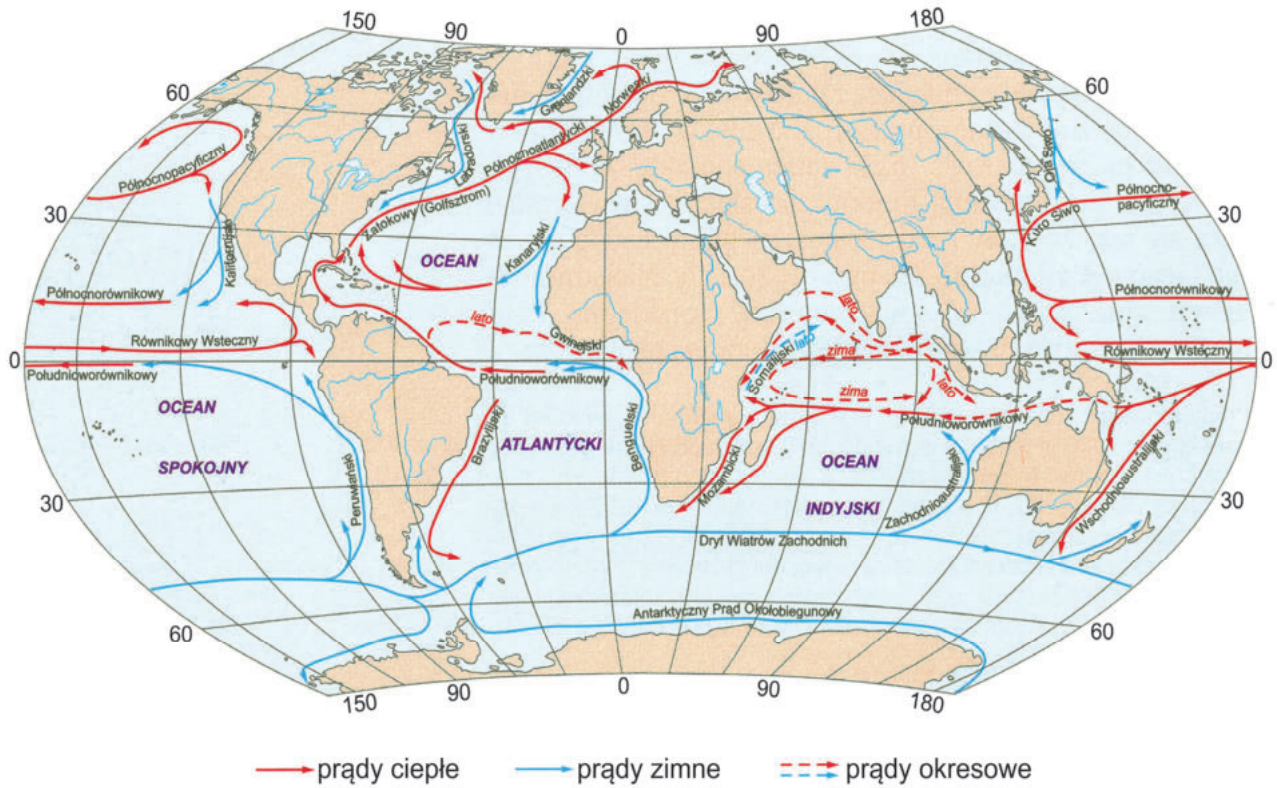 150
90
0
90
180
60
60
Grenlandzki
Norweski
Labradorski
Północnoatlantycki
Północnopacyficzny
Oja Siwo
Północno-
pacyficzny
30
30
Zatokowy (Golfsztrom)
Kuro Siwo
Kalifornijski
OCEAN
Kanaryjski
Północnorównikowy
Północnorównikowy
lato
lato
Gwinejski
Równikowy Wsteczny
Somalijski
lato
zima
Równikowy Wsteczny
0
0
Południoworównikowy
Południoworównikowy
zima
lato
OCEAN
SPOKOJNY
Brazylijski
ATLANTYCKI
Benguelski
Południoworównikowy
OCEAN
INDYJSKI
Mozambicki
Zachodnioaustralijski
Wschodnioaustralijski
Peruwański
30
30
Dryf Wiatrów Zachodnich
Antarktyczny Prąd Okołobiegunowy
60
60
150
90
0
90
180
prądy ciepłe
prądy zimne
prądy okresowe